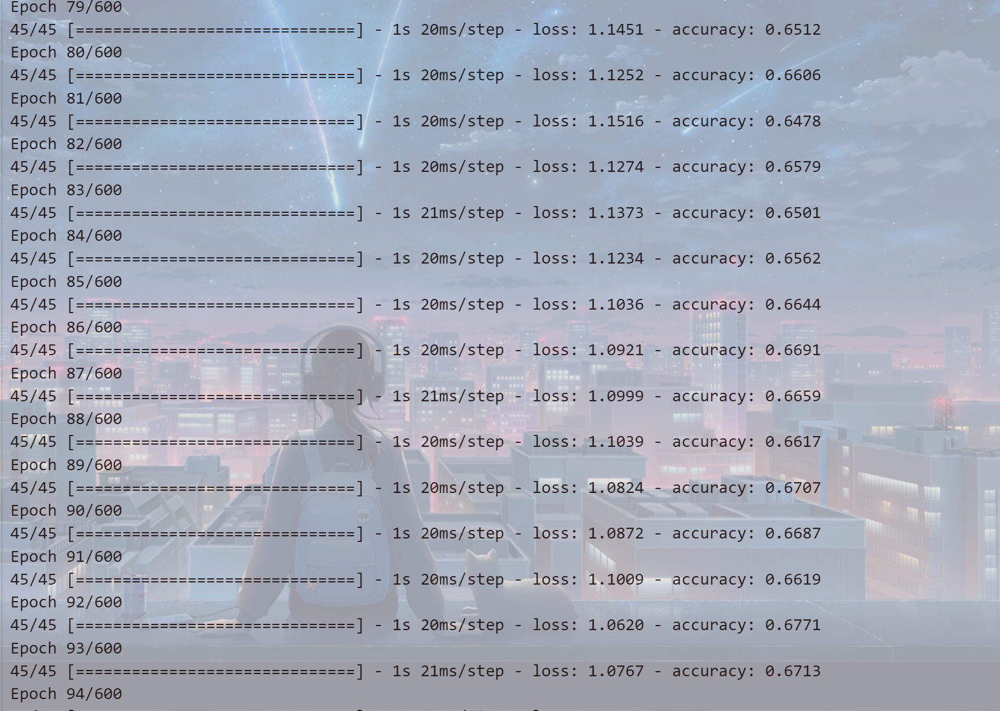 Epoch 79/600
45/45 [==============================] - 1s 20ms/step - loss: 1.1451 - accuracy: 0.6512
Epoch 80/600
45/45 [==============================] - 1s 20ms/step - loss: 1.1252 - accuracy: 0.6606
Epoch 81/600
45/45 [==============================] - 1s 20ms/step - loss: 1.1516 - accuracy: 0.6478
Epoch 82/600
45/45 [==============================] - 1s 20ms/step - loss: 1.1274 - accuracy: 0.6579
Epoch 83/600
45/45 [==============================] - 1s 21ms/step - loss: 1.1373 - accuracy: 0.6501
Epoch 84/600
45/45 [==============================] - 1s 20ms/step - loss: 1.1234 - accuracy: 0.6562
Epoch 85/600
45/45 [==============================] - 1s 20ms/step - loss: 1.1036 - accuracy: 0.6644
Epoch 86/600
45/45 [==============================] - 1s 20ms/step - loss: 1.0921 - accuracy: 0.6691
Epoch 87/600
45/45 [==============================] - 1s 21ms/step - loss: 1.0999 - accuracy: 0.6659
Epoch 88/600
45/45 [==============================] - 1s 20ms/step - loss: 1.1039 - accuracy: 0.6617
Epoch 89/600
45/45 [==============================] - 1s 20ms/step - loss: 1.0824 - accuracy: 0.6707
Epoch 90/600
45/45 [==============================] - 1s 20ms/step - loss: 1.0872 - accuracy: 0.6687
Epoch 91/600
45/45 [==============================] - 1s 20ms/step - loss: 1.1009 - accuracy: 0.6619
Epoch 92/600
45/45 [==============================] - 1s 20ms/step - loss: 1.0620 - accuracy: 0.6771
Epoch 93/600
45/45 [==============================] - 1s 21ms/step - loss: 1.0767 - accuracy: 0.6713
Epoch 94/600